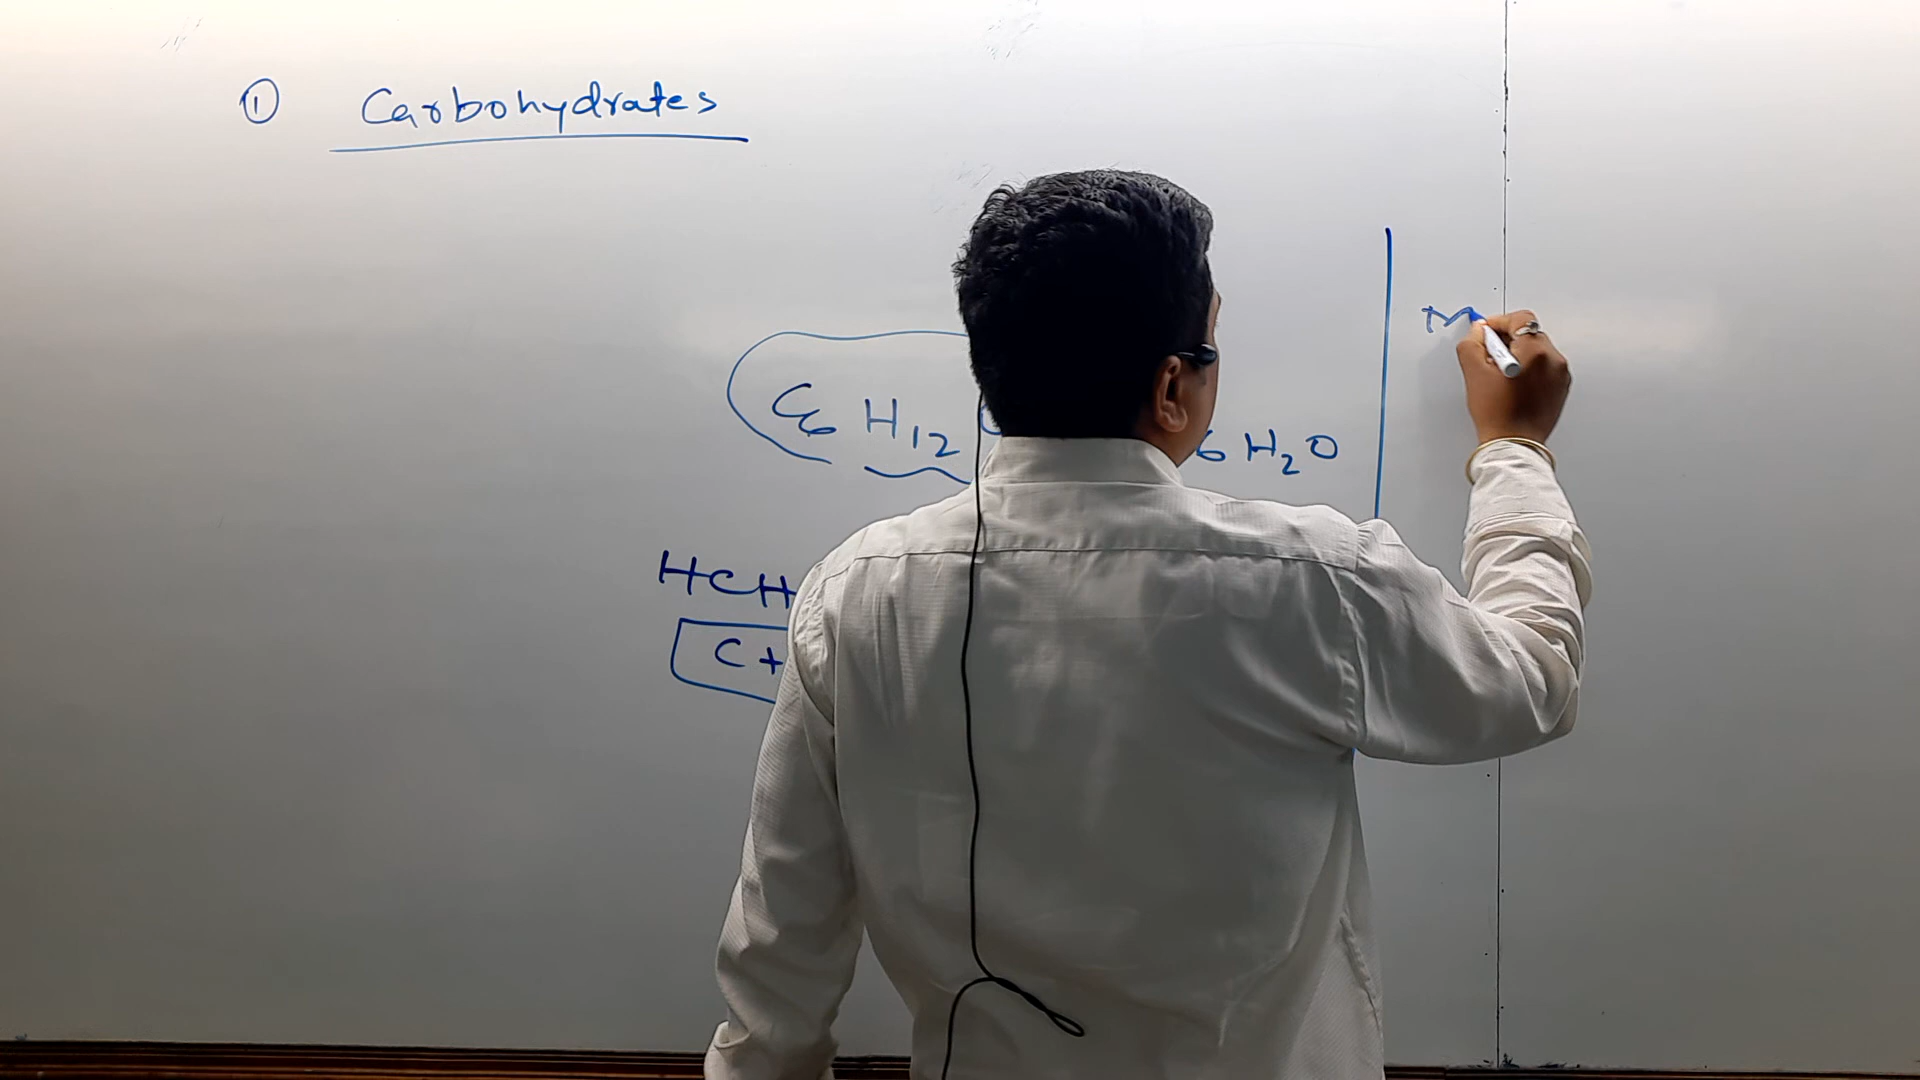 ① Carbohydrates
M
C6 H12 6 H2O
HCH
C +